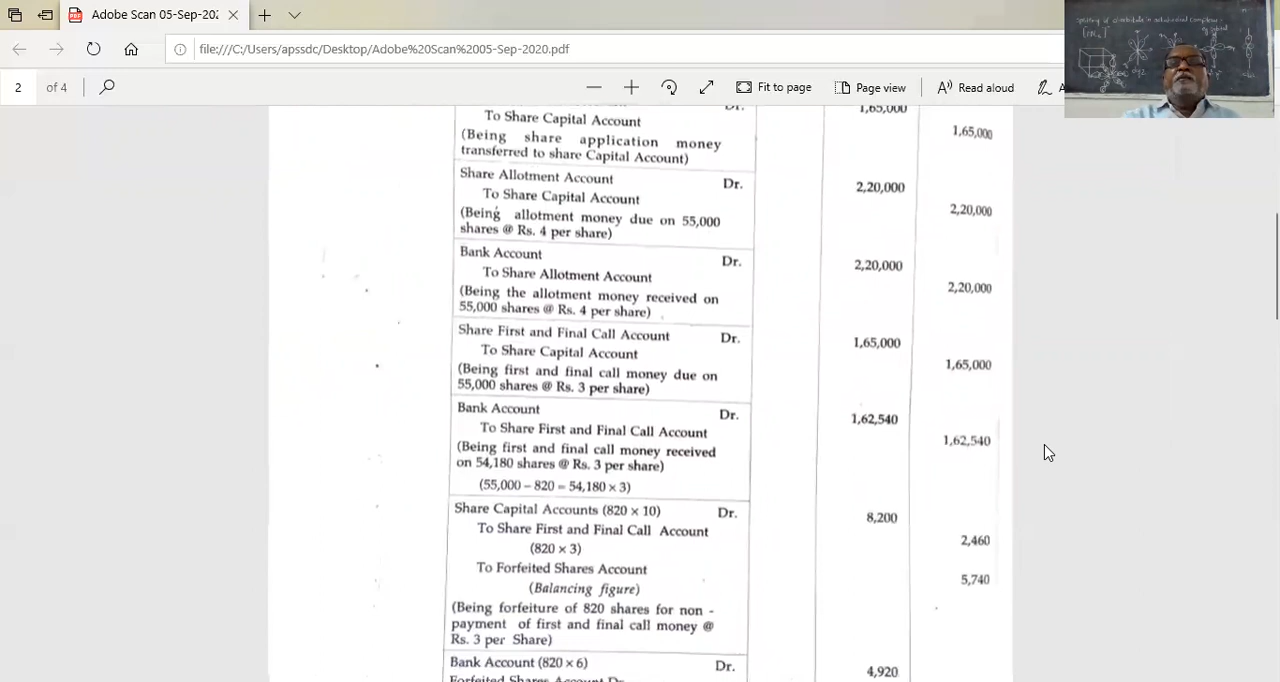 Adobe Scan 05-Sep-202
file:///C:/Users/apssdc/Desktop/Adobe%20Scan%2005-Sep-2020.pdf
2 of 4 Fit to page Page view Read aloud
[
Dr. 1,65,000
To Share Capital Account 1,65,000
(Being share application money
transferred to share Capital Account)
Share Allotment Account Dr. 2,20,000
To Share Capital Account 2,20,000
(Being allotment money due on 55,000
shares @ Rs. 4 per share)
Bank Account Dr. 2,20,000
To Share Allotment Account 2,20,000
(Being the allotment money received on
55,000 shares @ Rs. 4 per share)
Share First and Final Call Account Dr. 1,65,000
To Share Capital Account 1,65,000
(Being first and final call money due on
55,000 shares @ Rs. 3 per share)
Bank Account Dr. 1,62,540
To Share First and Final Call Account 1,62,540
(Being first and final call money received
on 54,180 shares @ Rs. 3 per share)
(55,000 – 820 = 54,180 × 3)
Share Capital Accounts (820 × 10) Dr. 8,200
To Share First and Final Call Account 2,460
(820 × 3)
To Forfeited Shares Account 5,740
(Balancing figure)
(Being forfeiture of 820 shares for non -
payment of first and final call money @
Rs. 3 per Share)
Bank Account (820 × 6) Dr. 4,920
Forfeited Shares Account Dr.